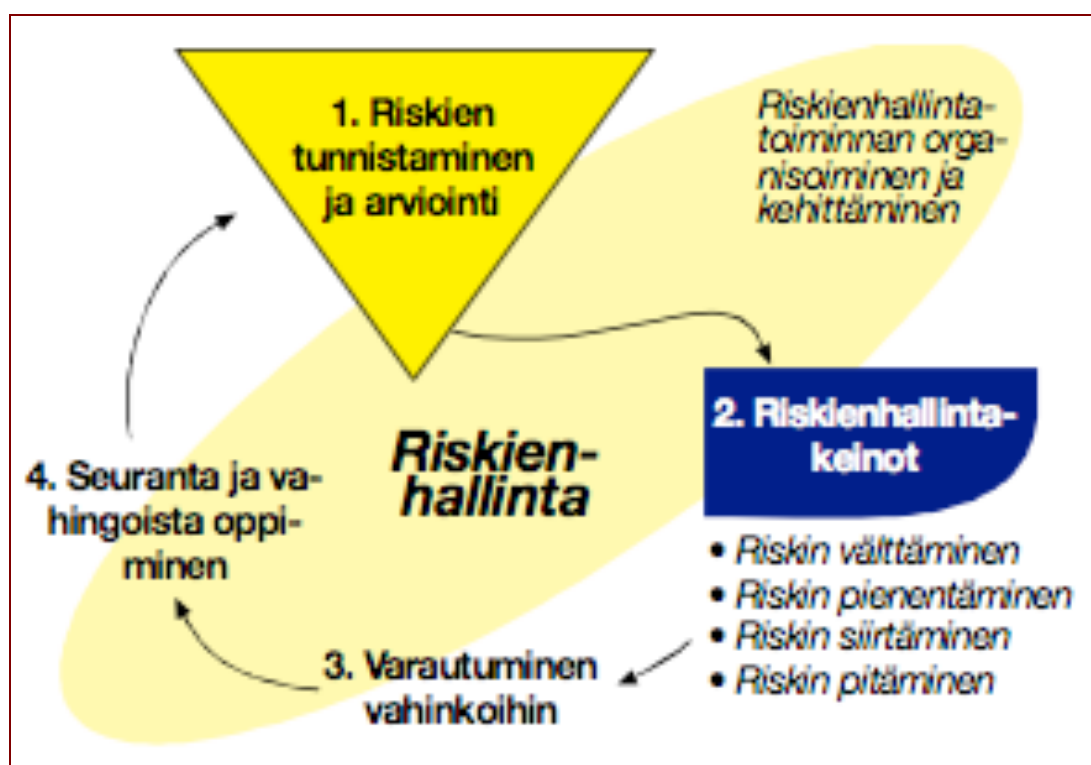 1. Riskien
tunnistaminen
ja arviointi
Riskienhallinta-
toiminnan orga-
nisoiminen ja
kehittäminen
2. Riskienhallinta-
keinot
• Riskin välttäminen
• Riskin pienentäminen
• Riskin siirtäminen
• Riskin pitäminen
3. Varautuminen
vahinkoihin
4. Seuranta ja va-
hingoista oppi-
minen
Riskien-
hallinta